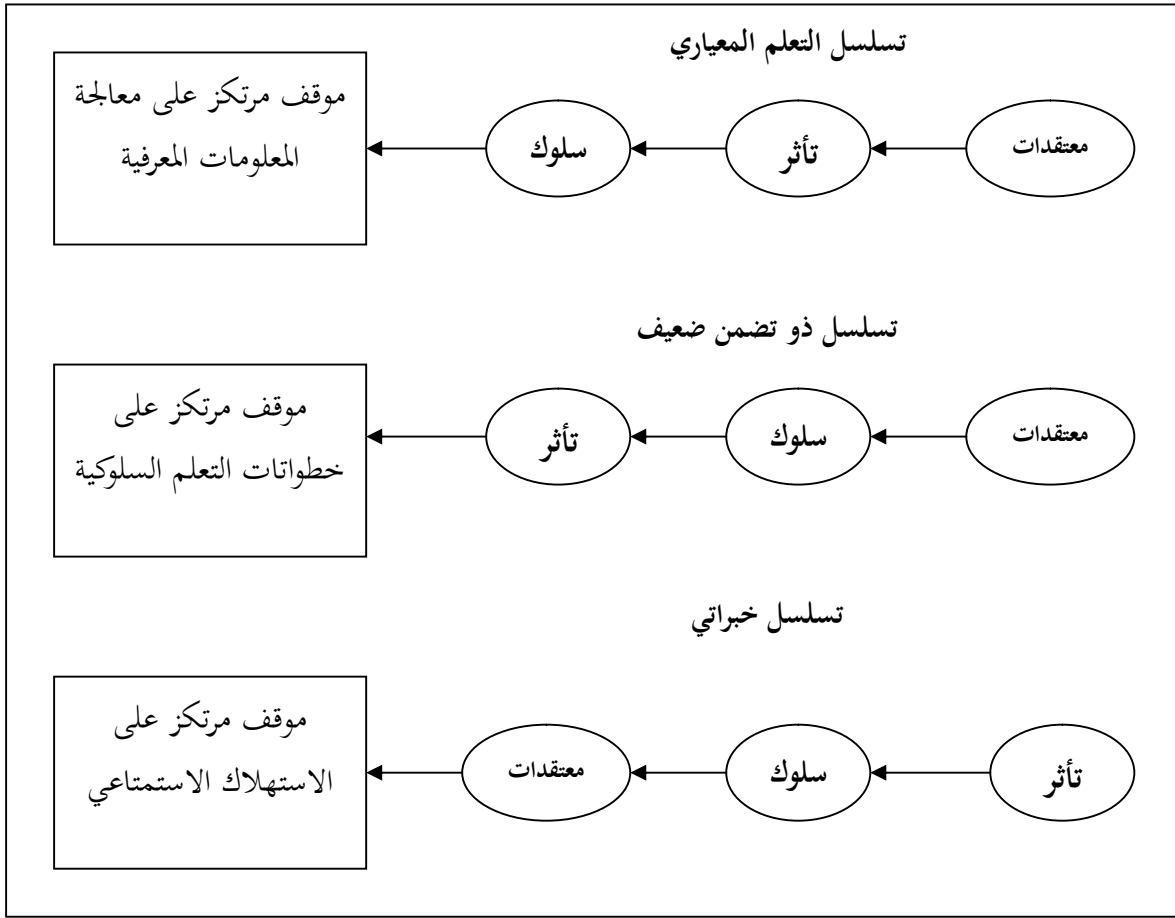 تسلسل التعلم المعياري
معتقدات
تأثر
سلوك
موقف مرتكز على معالجة
المعلومات المعرفية
تسلسل ذو تضمن ضعيف
معتقدات
سلوك
تأثر
موقف مرتكز على
خطواتات التعلم السلوكية
تسلسل خبراتي
تأثر
سلوك
معتقدات
موقف مرتكز على
الاستهلاك الاستمتاعي